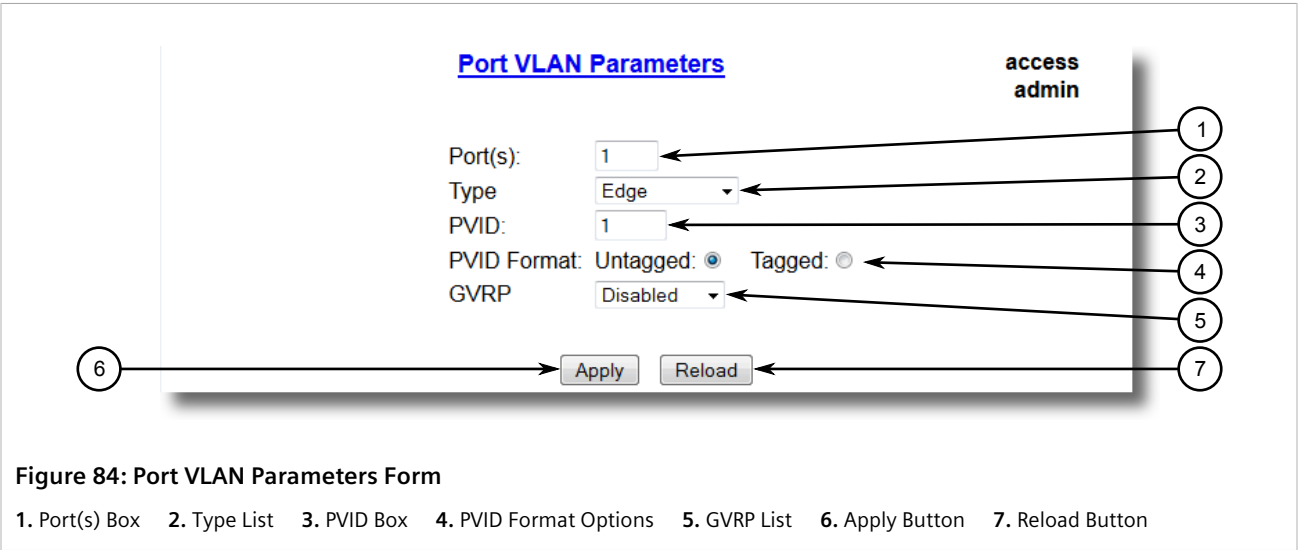 Port VLAN Parameters
access
admin
1
Port(s): 1
2
Type Edge
3
PVID: 1
4
PVID Format: Untagged: Tagged:
GVRP Disabled
5
6
Apply Reload
7
Figure 84: Port VLAN Parameters Form
1. Port(s) Box 2. Type List 3. PVID Box 4. PVID Format Options 5. GVRP List 6. Apply Button 7. Reload Button